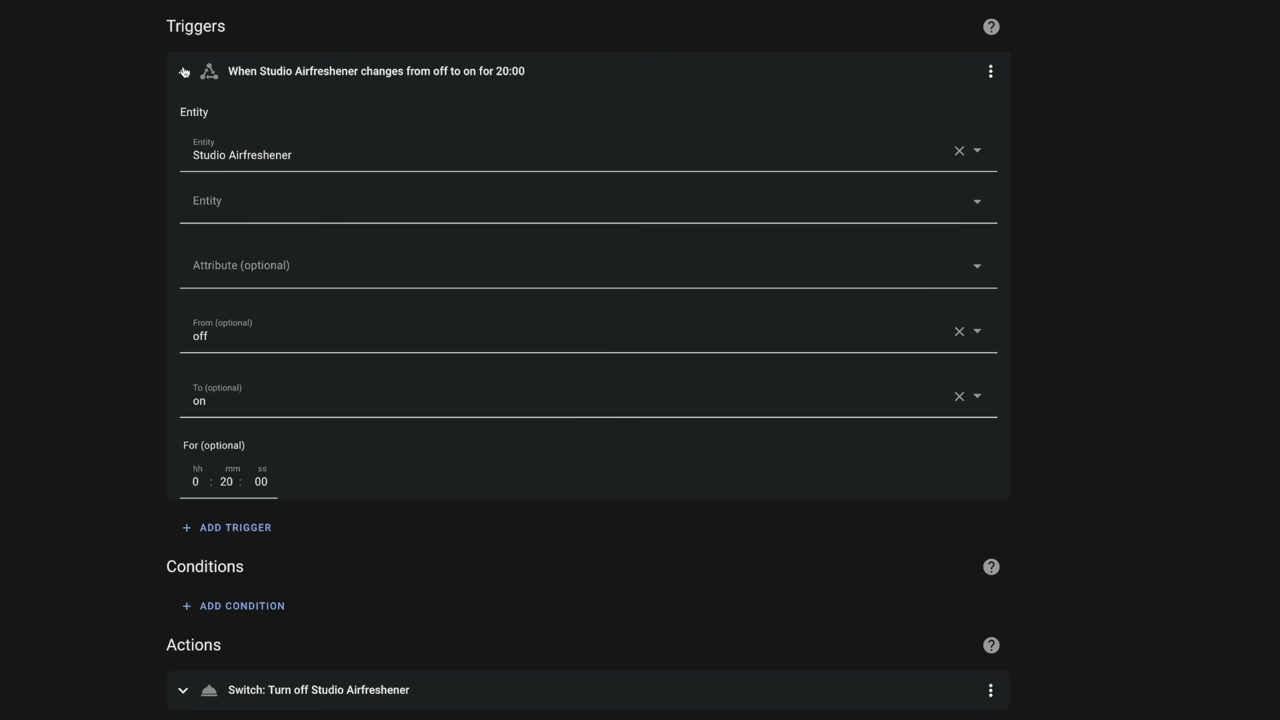 Triggers
When Studio Airfreshener changes from off to on for 20:00
Entity
Entity
Studio Airfreshener
Entity
Attribute (optional)
From (optional)
off
To (optional)
on
For (optional)
hh mm ss
0 : 20 : 00
+ ADD TRIGGER
Conditions
+ ADD CONDITION
Actions
Switch: Turn off Studio Airfreshener